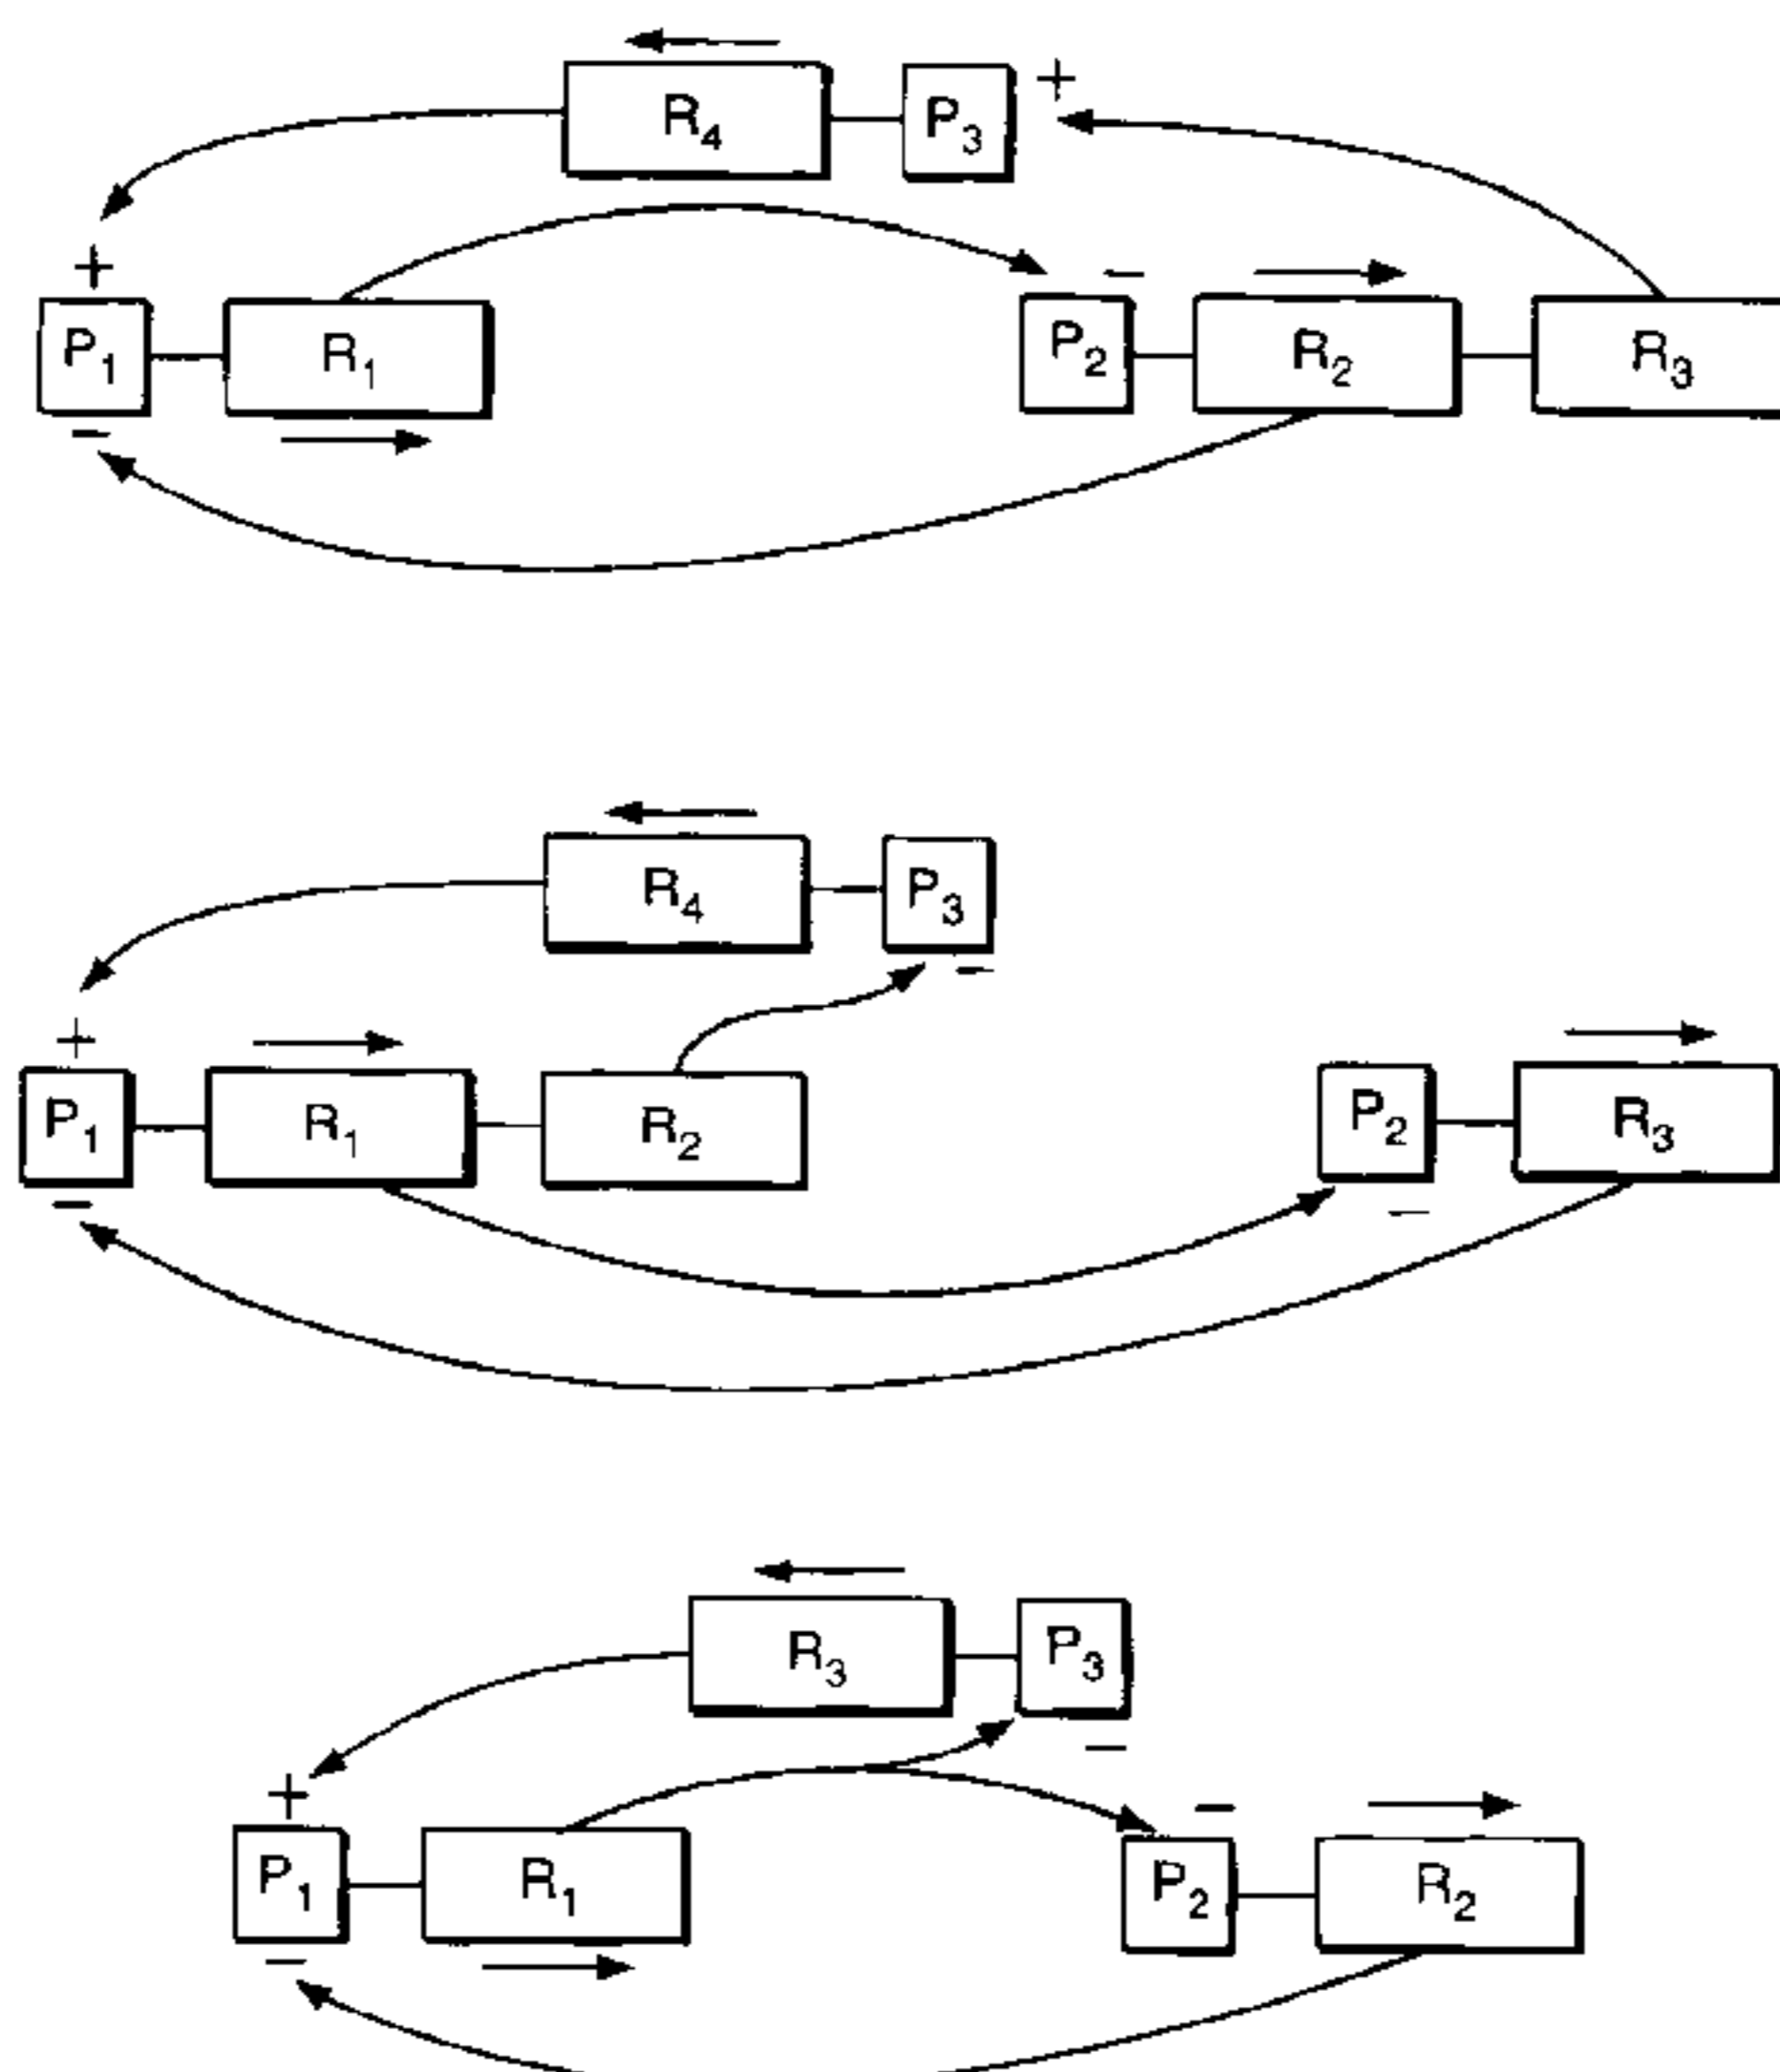 R₄ P₃ +
+ −
P₁ R₁ P₂ R₂ R₃
−
R₄ P₃
−
+
P₁ R₁ R₂ P₂ R₃
− −
R₃ P₃
−
+ −
P₁ R₁ P₂ R₂
−